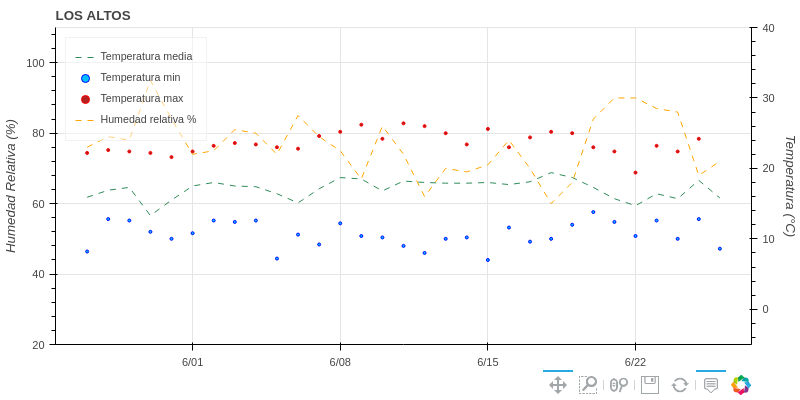 LOS ALTOS
Temperatura media
Temperatura min
Temperatura max
Humedad relativa %
Humedad Relativa (%)
100
80
60
40
20
40
30
20
10
0
Temperatura (°C)
6/01
6/08
6/15
6/22